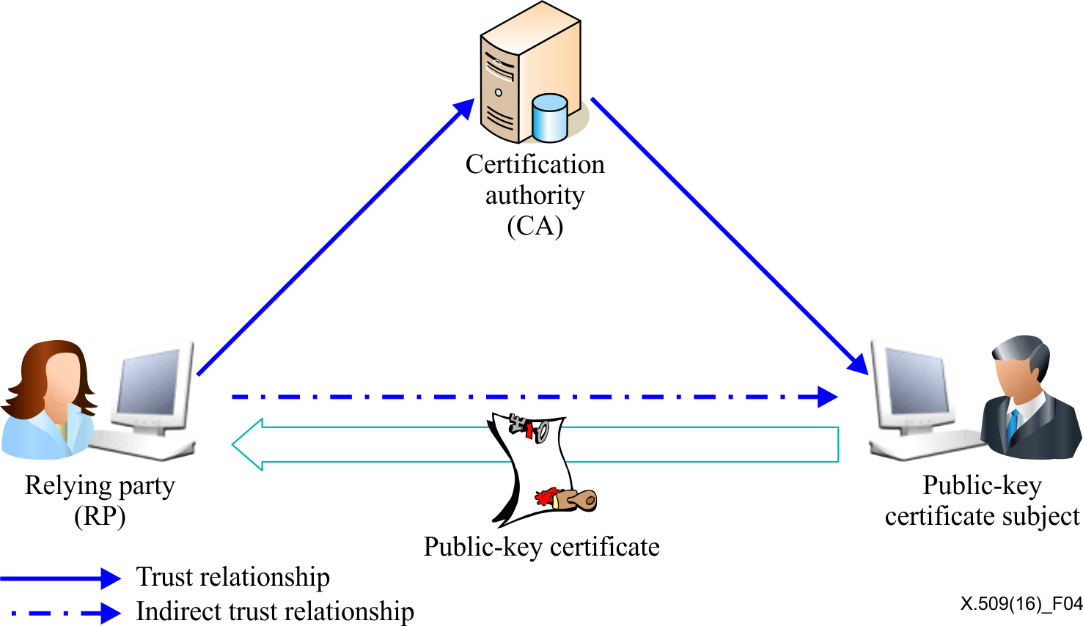 Certification
authority
(CA)
Relying party
(RP)
Public-key
certificate subject
Public-key certificate
Trust relationship
Indirect trust relationship
X.509(16)_F04